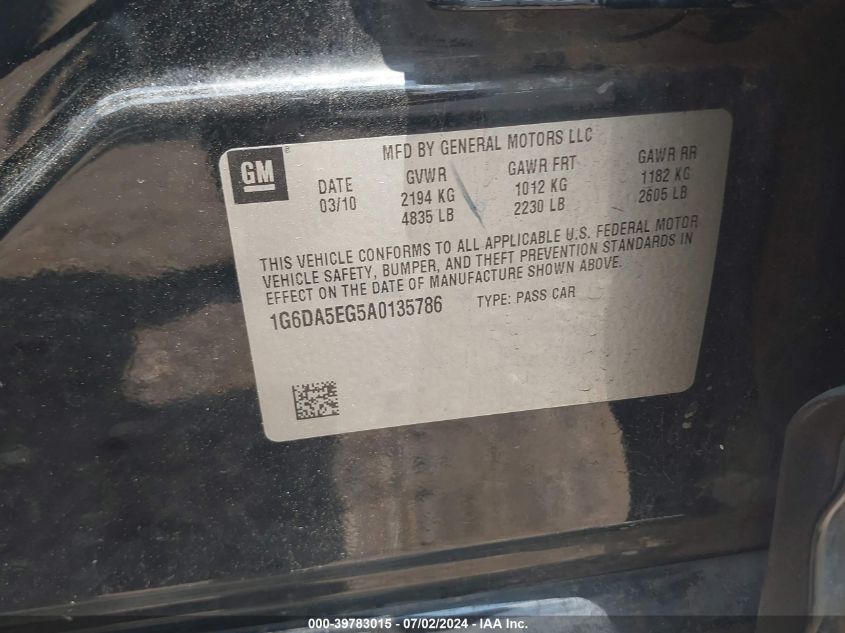 GM
MFD BY GENERAL MOTORS LLC
DATE GVWR GAWR FRT GAWR RR
03/10 2194 KG 1012 KG 1182 KG
4835 LB 2230 LB 2605 LB
THIS VEHICLE CONFORMS TO ALL APPLICABLE U.S. FEDERAL MOTOR
VEHICLE SAFETY, BUMPER, AND THEFT PREVENTION STANDARDS IN
EFFECT ON THE DATE OF MANUFACTURE SHOWN ABOVE.
1G6DA5EG5A0135786 TYPE: PASS CAR
000-39783015 - 07/02/2024 - IAA Inc.